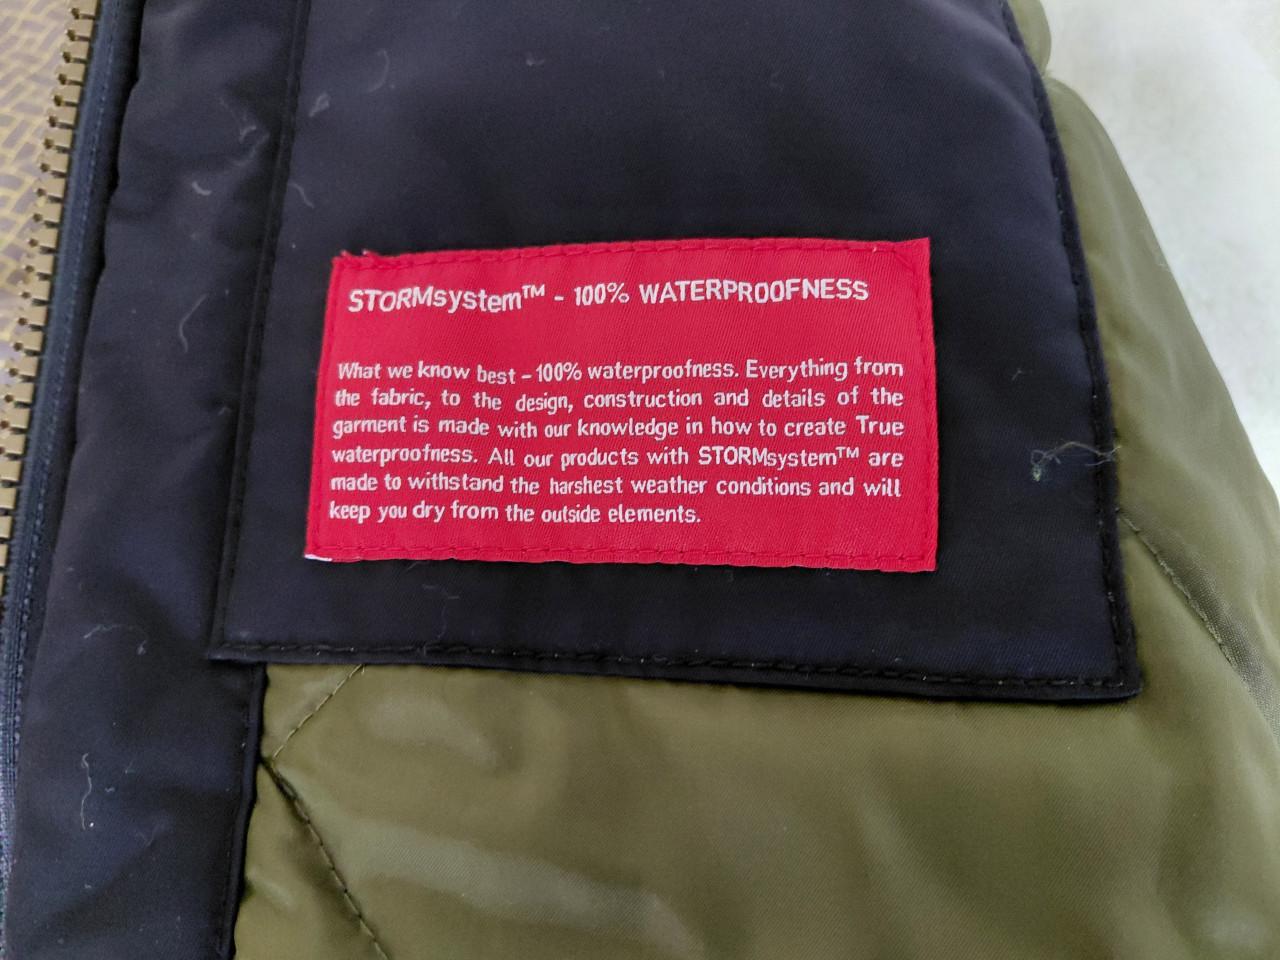 STORMsystem™ - 100% WATERPROOFNESS
What we know best - 100% waterproofness. Everything from
the fabric, to the design, construction and details of the
garment is made with our knowledge in how to create True
waterproofness. All our products with STORMsystem™ are
made to withstand the harshest weather conditions and will
keep you dry from the outside elements.